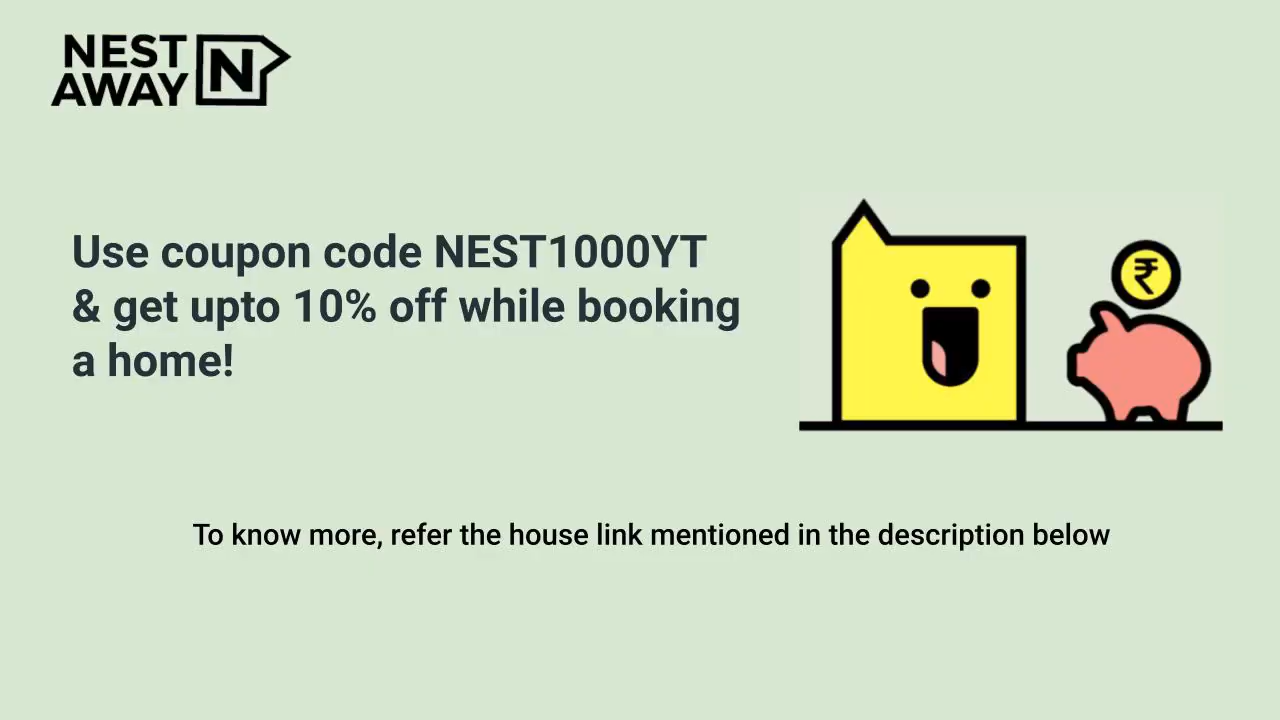 NEST
AWAY N
Use coupon code NEST1000YT
& get upto 10% off while booking
a home!
₹
To know more, refer the house link mentioned in the description below